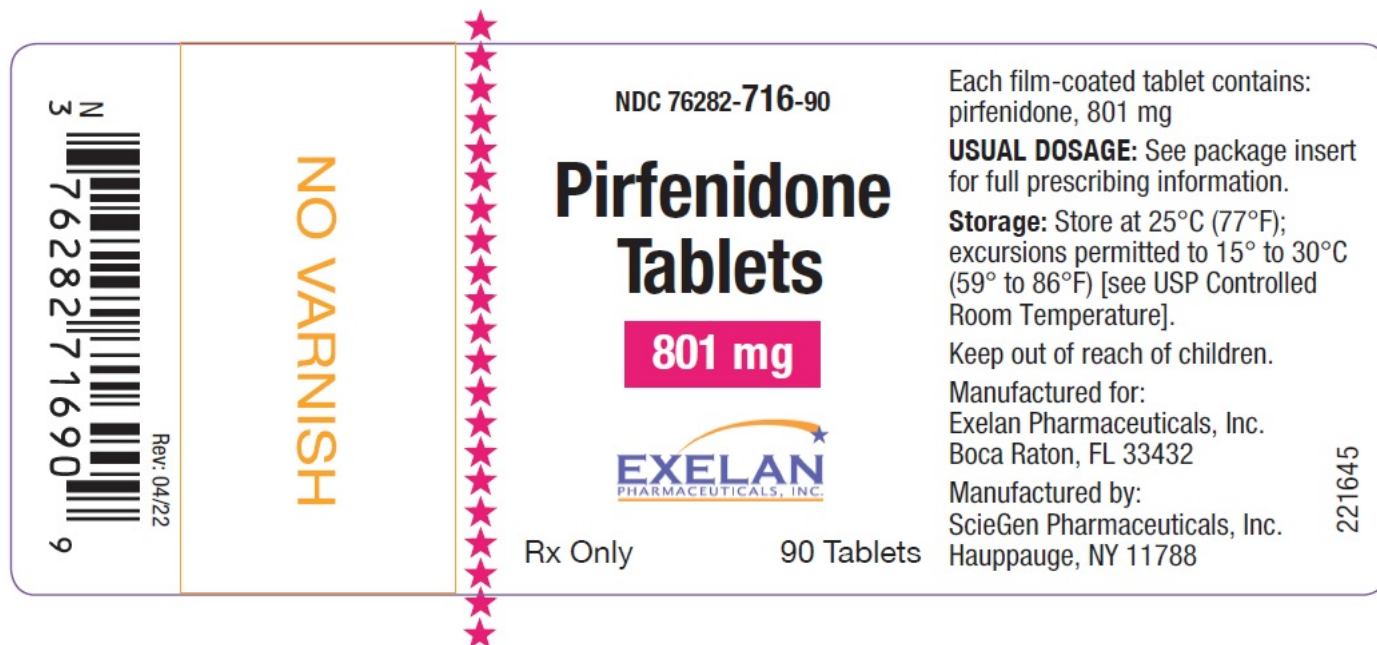 N
3 7628271690 9
Rev: 04/22
NO VARNISH
NDC 76282-716-90
Pirfenidone
Tablets
801 mg
EXELAN
PHARMACEUTICALS, INC.
Rx Only 90 Tablets
Each film-coated tablet contains:
pirfenidone, 801 mg
USUAL DOSAGE: See package insert
for full prescribing information.
Storage: Store at 25°C (77°F);
excursions permitted to 15° to 30°C
(59° to 86°F) [see USP Controlled
Room Temperature].
Keep out of reach of children.
Manufactured for:
Exelan Pharmaceuticals, Inc.
Boca Raton, FL 33432
Manufactured by:
ScieGen Pharmaceuticals, Inc.
Hauppauge, NY 11788
221645